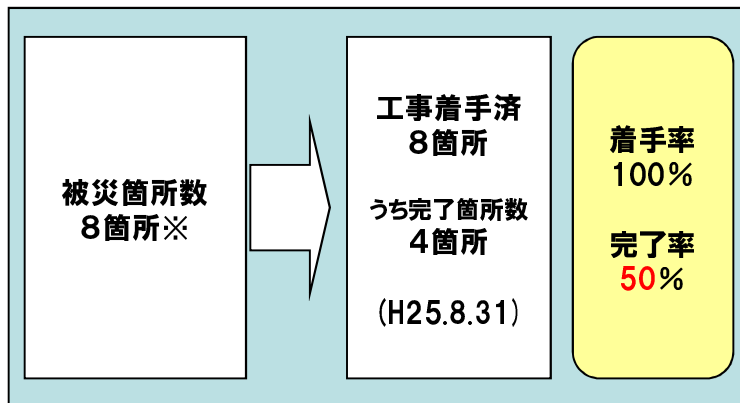 被災箇所数
８箇所※
工事着手済
８箇所
うち完了箇所数
４箇所
(H25.8.31)
着手率
100%
完了率
50%